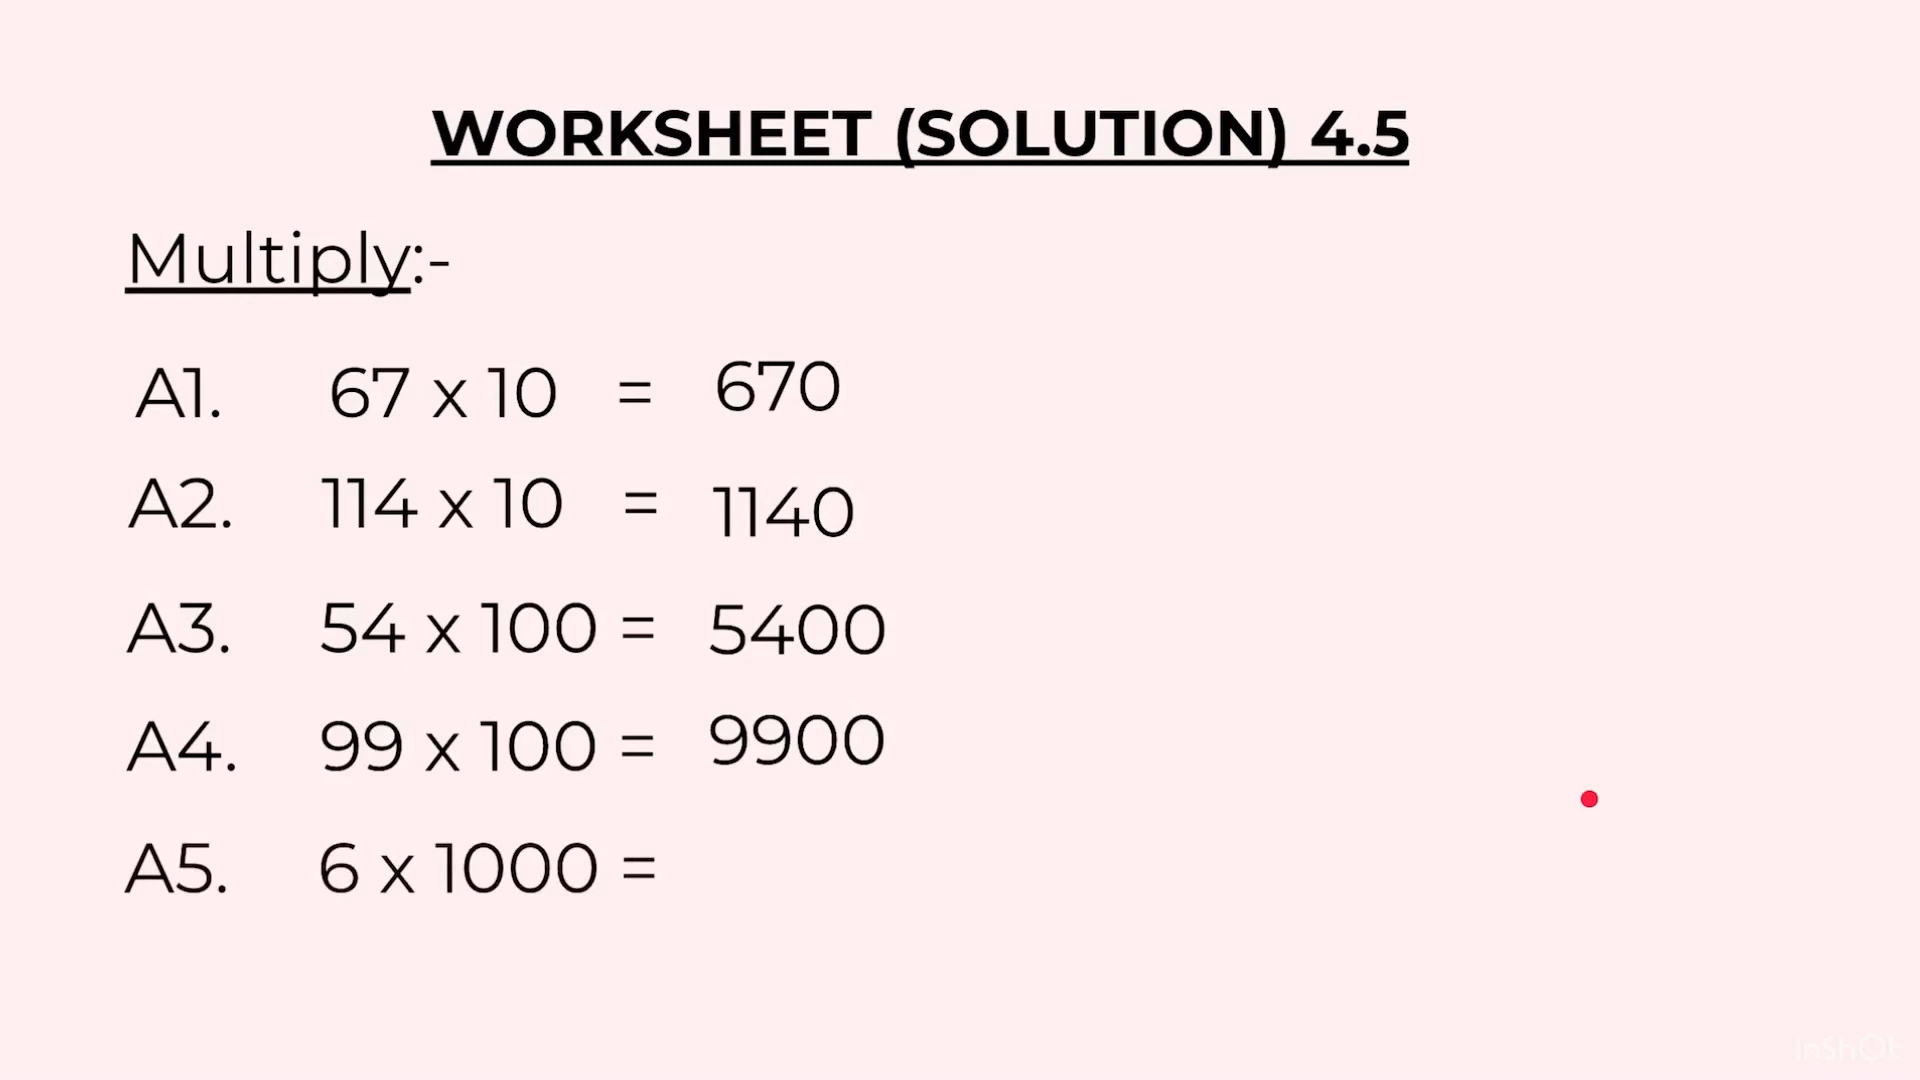 WORKSHEET (SOLUTION) 4.5
Multiply:-
A1. 67 x 10 = 670
A2. 114 x 10 = 1140
A3. 54 x 100 = 5400
A4. 99 x 100 = 9900
A5. 6 x 1000 =
InShOt